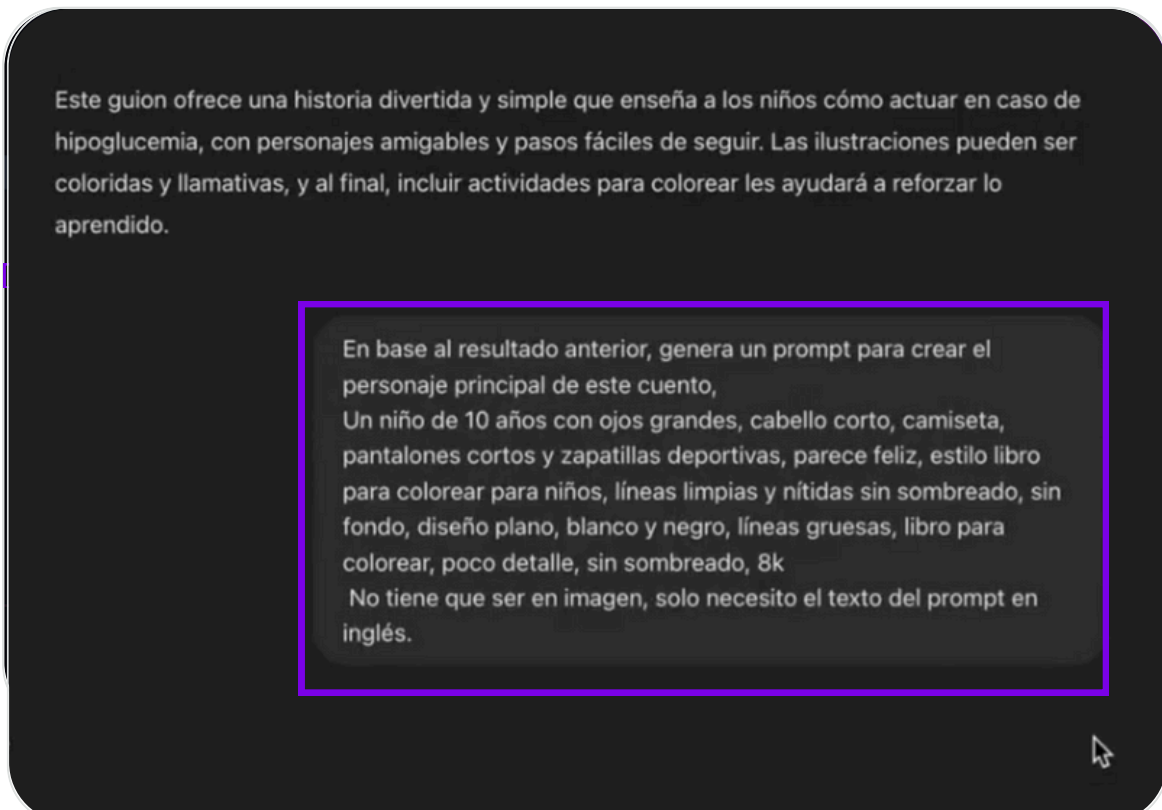 Este guion ofrece una historia divertida y simple que enseña a los niños cómo actuar en caso de
hipoglucemia, con personajes amigables y pasos fáciles de seguir. Las ilustraciones pueden ser
coloridas y llamativas, y al final, incluir actividades para colorear les ayudará a reforzar lo
aprendido.
En base al resultado anterior, genera un prompt para crear el
personaje principal de este cuento,
Un niño de 10 años con ojos grandes, cabello corto, camiseta,
pantalones cortos y zapatillas deportivas, parece feliz, estilo libro
para colorear para niños, líneas limpias y nítidas sin sombreado, sin
fondo, diseño plano, blanco y negro, líneas gruesas, libro para
colorear, poco detalle, sin sombreado, 8k
No tiene que ser en imagen, solo necesito el texto del prompt en
inglés.